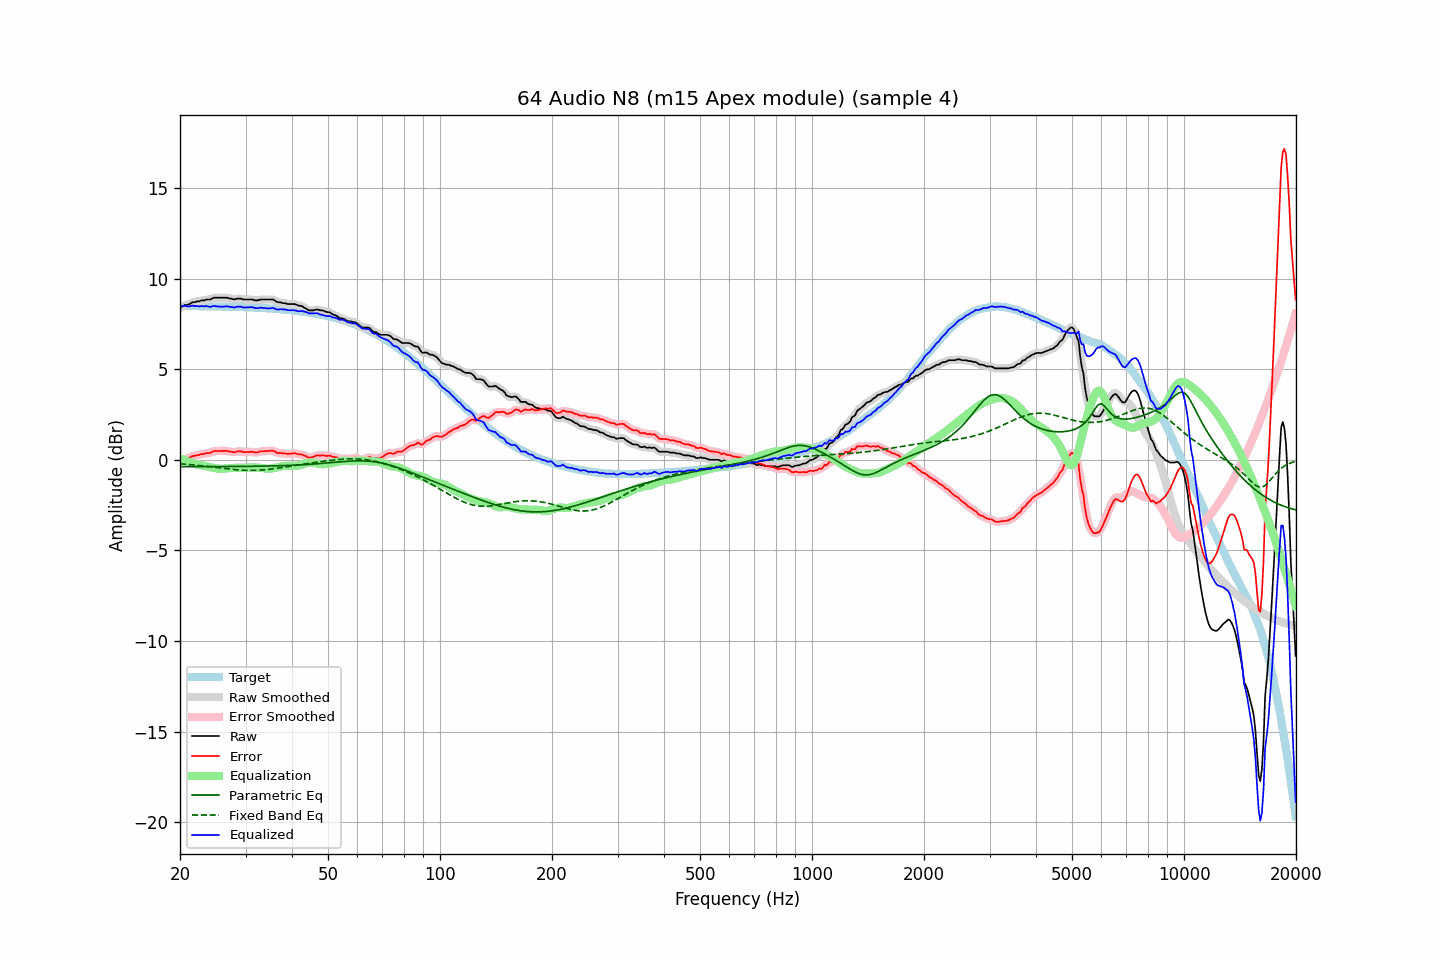 64 Audio N8 (m15 Apex module) (sample 4)
Amplitude (dBr)
15
10
5
0
−5
−10
−15
−20
Target
Raw Smoothed
Error Smoothed
Raw
Error
Equalization
Parametric Eq
Fixed Band Eq
Equalized
20 50 100 200 500 1000 2000 5000 10000 20000
Frequency (Hz)